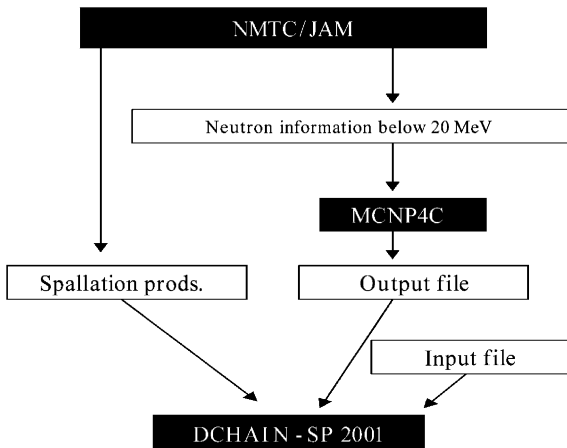 NMTC/JAM
Neutron information below 20 MeV
MCNP4C
Spallation prods.
Output file
Input file
DCHAIN - SP 2001